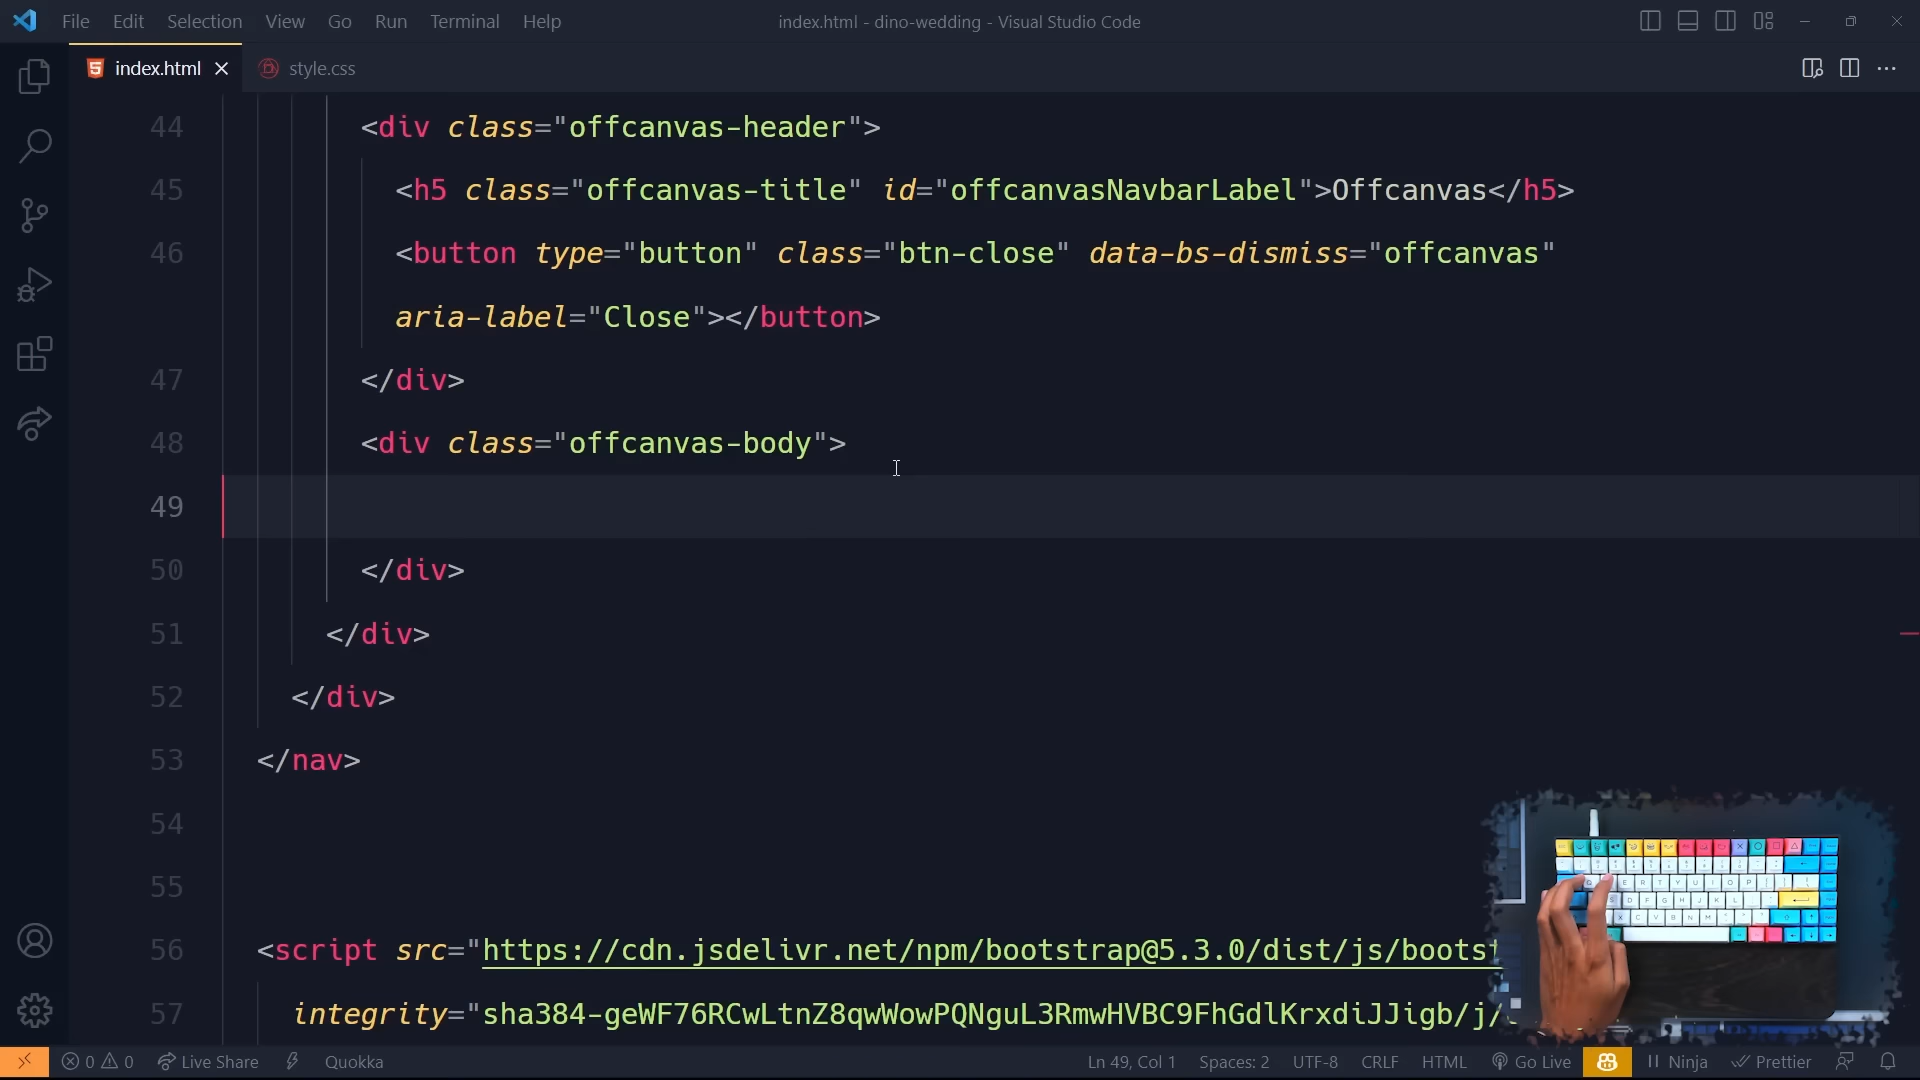 File Edit Selection View Go Run Terminal Help
index.html - dino-wedding - Visual Studio Code
index.html
style.css
44 <div class="offcanvas-header">
45 <h5 class="offcanvas-title" id="offcanvasNavbarLabel">Offcanvas</h5>
46 <button type="button" class="btn-close" data-bs-dismiss="offcanvas"
aria-label="Close"></button>
47 </div>
48 <div class="offcanvas-body">
49
50 </div>
51 </div>
52 </div>
53 </nav>
54
55
56 <script src="https://cdn.jsdelivr.net/npm/bootstrap@5.3.0/dist/js/bootst
57 integrity="sha384-geWF76RCwLtnZ8qwWowPQNguL3RmwHVBC9FhGdlKrxdiJJigb/j/
0 0 Live Share Quokka Ln 49, Col 1 Spaces: 2 UTF-8 CRLF HTML Go Live Ninja Prettier